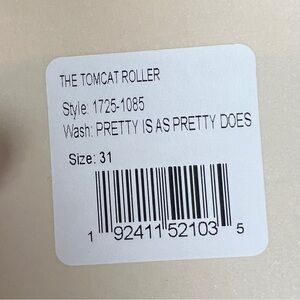 THE TOMCAT ROLLER
Style: 1725-1085
Wash: PRETTY IS AS PRETTY DOES
Size: 31
1 92411 52103 5